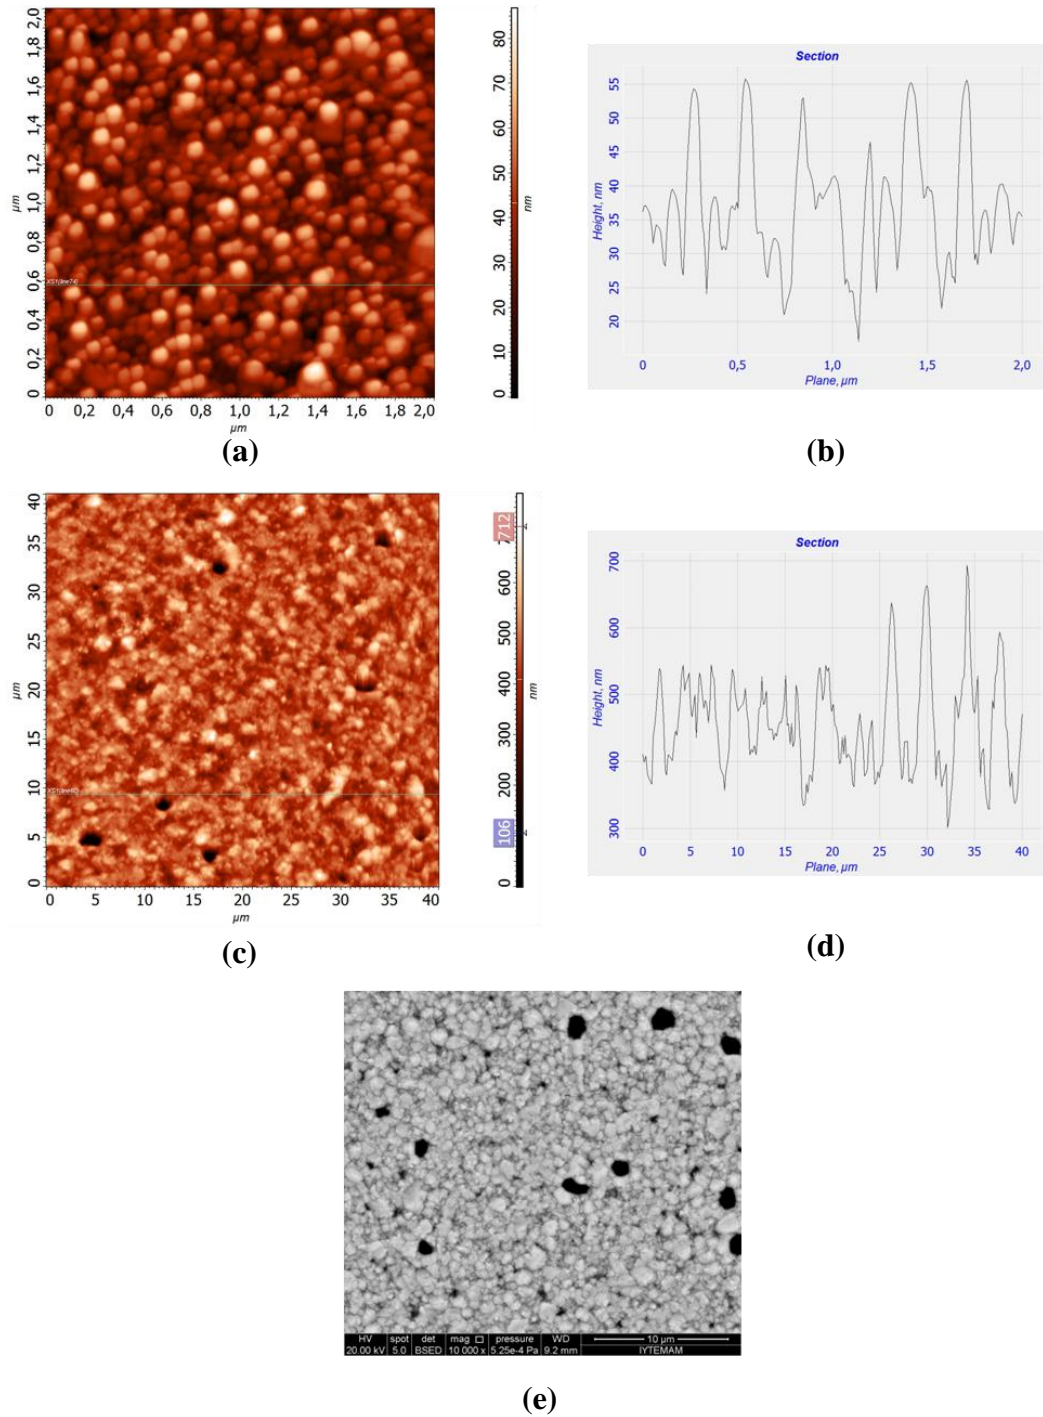 2,0
1,8
1,6
1,4
1,2
1,0
0,8
0,6
0,4
0,2
0
µm
XS1(line74)
0 0,2 0,4 0,6 0,8 1,0 1,2 1,4 1,6 1,8 2,0
µm
80
70
60
50
40
30
20
10
0
nm
(a)
Section
55
50
45
40
35
30
25
20
Height, nm
0 0,5 1,0 1,5 2,0
Plane, µm
(b)
40
35
30
25
20
15
10
5
0
µm
0 5 10 15 20 25 30 35 40
µm
712
600
500
400
300
200
106
0
nm
(c)
Section
700
600
500
400
300
Height, nm
0 5 10 15 20 25 30 35 40
Plane, µm
(d)
HV spot det mag pressure WD 10 µm
20.00 kV 5.0 BSED 10 000 x 5.25e-4 Pa 9.2 mm IYTEMAM
(e)